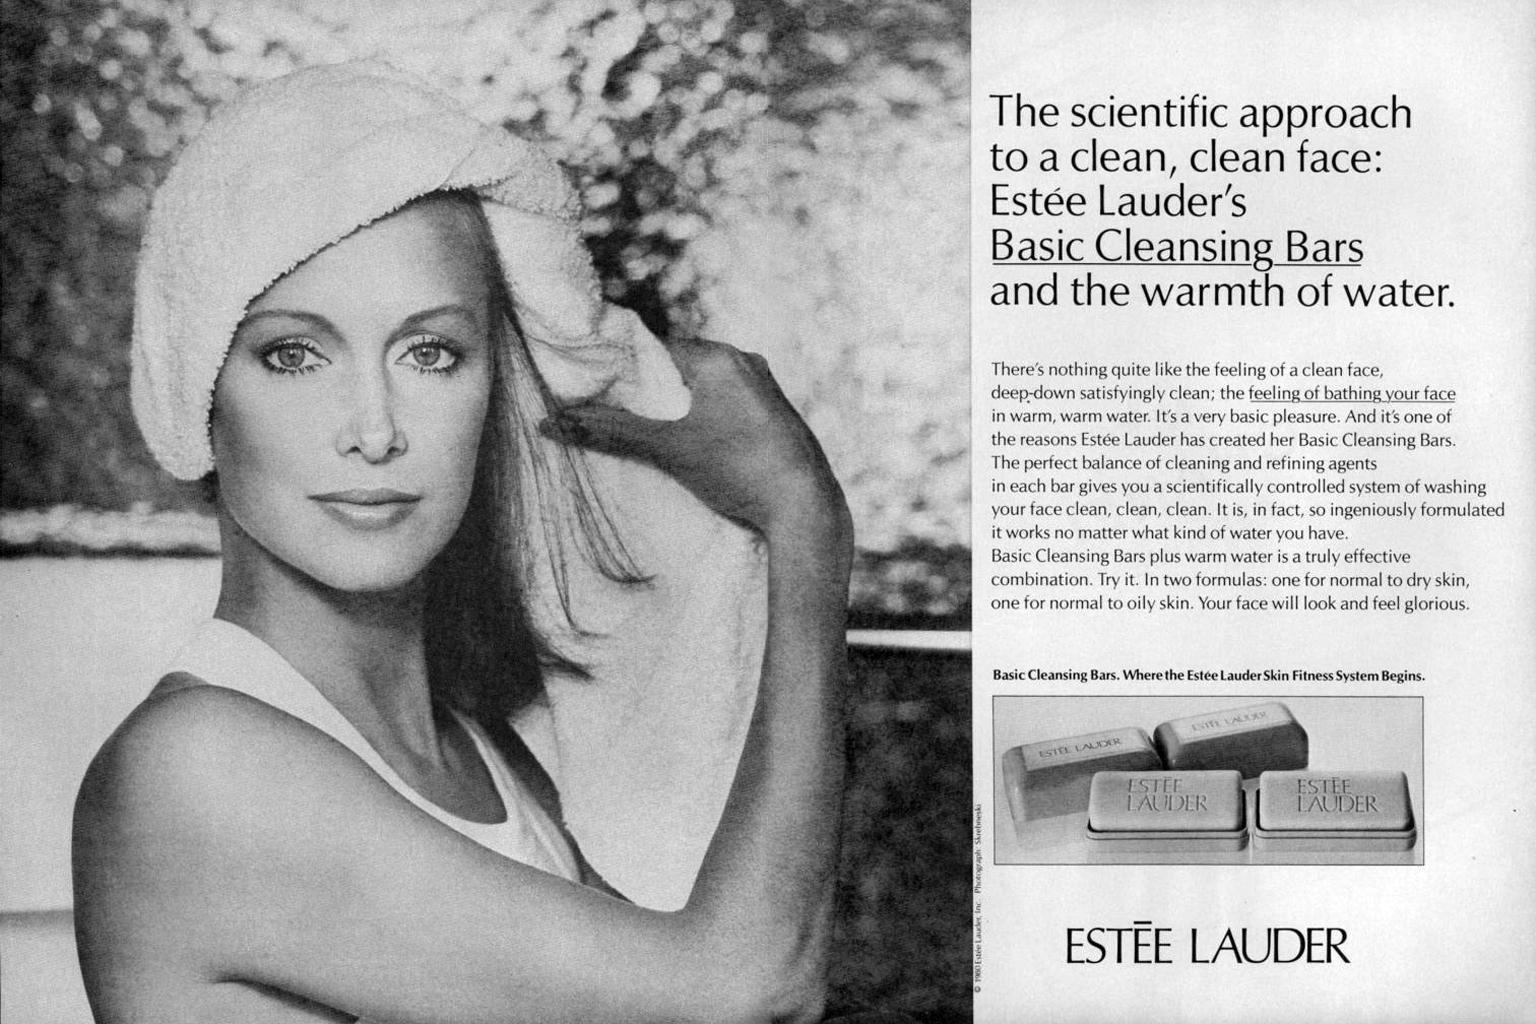 The scientific approach
to a clean, clean face:
Estée Lauder's
Basic Cleansing Bars
and the warmth of water.
There's nothing quite like the feeling of a clean face,
deep-down satisfyingly clean; the feeling of bathing your face
in warm, warm water. It's a very basic pleasure. And it's one of
the reasons Estée Lauder has created her Basic Cleansing Bars.
The perfect balance of cleaning and refining agents
in each bar gives you a scientifically controlled system of washing
your face clean, clean, clean. It is, in fact, so ingeniously formulated
it works no matter what kind of water you have.
Basic Cleansing Bars plus warm water is a truly effective
combination. Try it. In two formulas: one for normal to dry skin,
one for normal to oily skin. Your face will look and feel glorious.
Basic Cleansing Bars. Where the Estée Lauder Skin Fitness System Begins.
ESTĒE LAUDER
ESTĒE LAUDER
ESTĒE
LAUDER
ESTĒE
LAUDER
© 1980 Estée Lauder, Inc. Photograph: Skrebneski
ESTĒE LAUDER